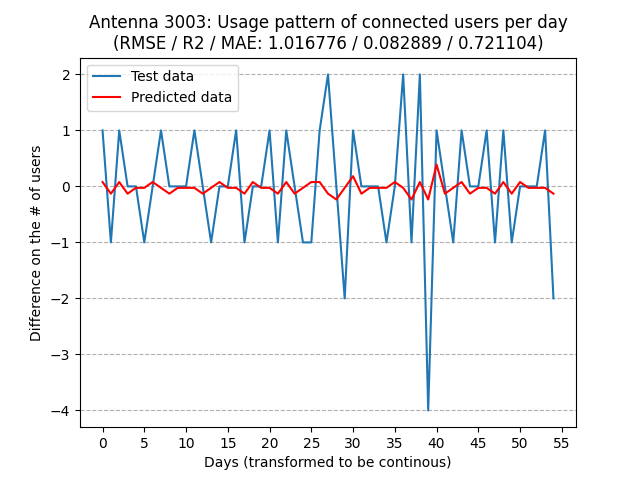 Antenna 3003: Usage pattern of connected users per day
(RMSE / R2 / MAE: 1.016776 / 0.082889 / 0.721104)
Test data
Predicted data
2
1
0
−1
−2
−3
−4
Difference on the # of users
0 5 10 15 20 25 30 35 40 45 50 55
Days (transformed to be continous)